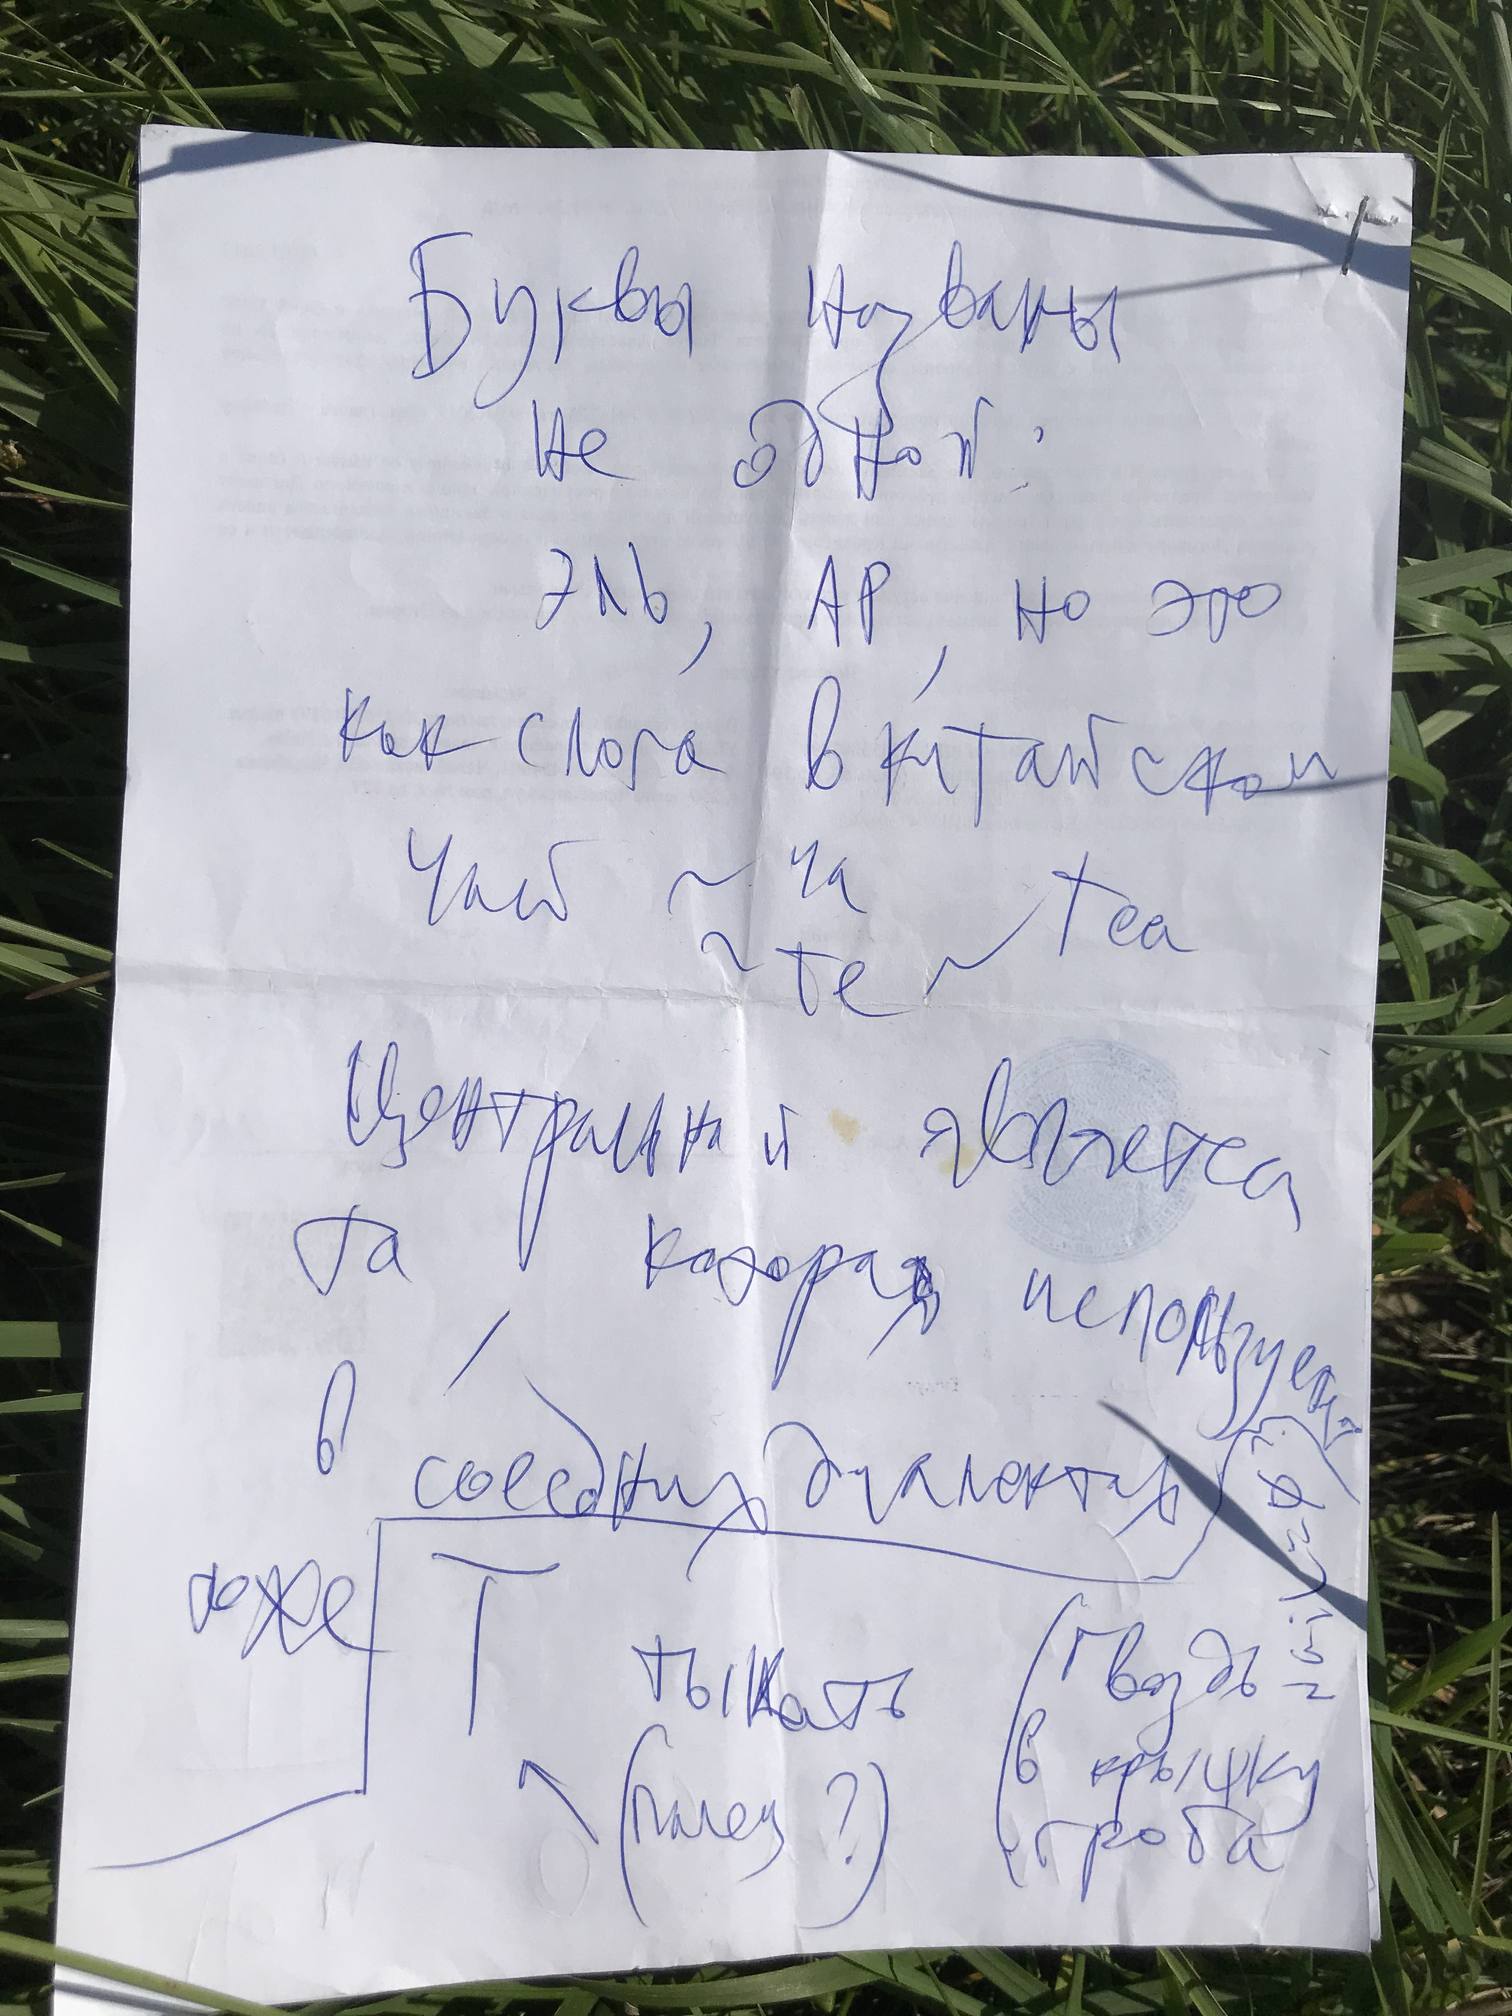 Буквы названы
не одной:
ЭЛЬ, АР, но это
как слога в китайском
Чай ~ ча
~ те ~ tea
Центральной является
та которая используется
в соседних диалектах
тоже
Т тыкать
(палец?)
(гвоздь
в крышку
гроба